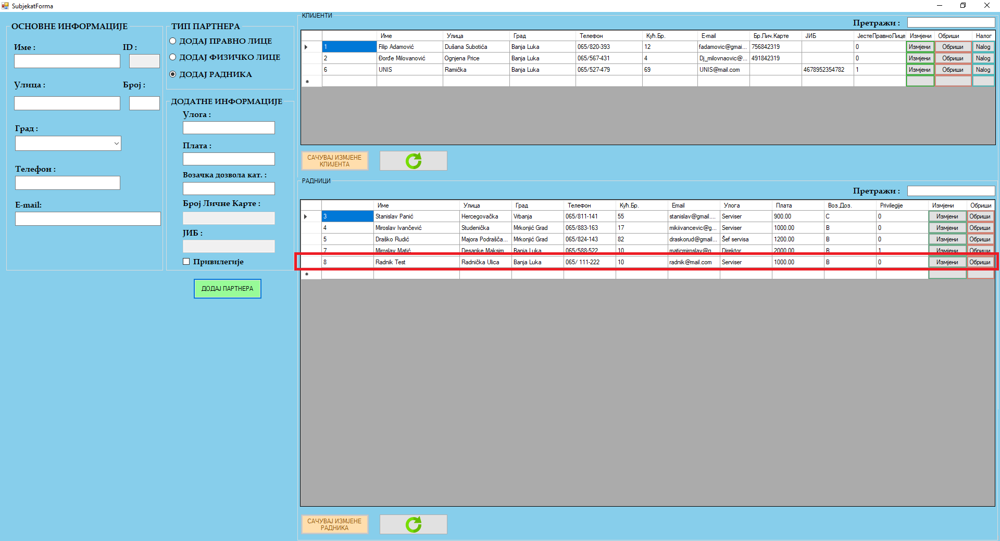 SubjekatForma
ОСНОВНЕ ИНФОРМАЦИЈЕ
Име :
ID :
Улица :
Број :
Град :
Телефон :
E-mail:
ТИП ПАРТНЕРА
ДОДАЈ ПРАВНО ЛИЦЕ
ДОДАЈ ФИЗИЧКО ЛИЦЕ
ДОДАЈ РАДНИКА
ДОДАТНЕ ИНФОРМАЦИЈЕ
Улога :
Плата :
Возачка дозвола кат. :
Број Личне Карте :
ЈИБ :
Привилегије
ДОДАЈ ПАРТНЕРА
КЛИЈЕНТИ
Претражи :
Име Улица Град Телефон Кућ.Бр. E-mail Бр.Лич.Карте ЈИБ ЈестеПравноЛице Измјени Обриши Налог
1 Filip Adamović Dušana Subotića Banja Luka 065/820-393 12 fadamovic@gmai... 756842319 0 Измјени Обриши Nalog
2 Đorđe Milovanović Ognjena Price Banja Luka 065/567-431 4 Dj_milovnaovic@... 491842319 0 Измјени Обриши Nalog
6 UNIS Ramička Banja Luka 065/527-479 69 UNIS@mail.com 4678952354782 1 Измјени Обриши Nalog
САЧУВАЈ ИЗМЈЕНЕ
КЛИЈЕНТА
РАДНИЦИ
Претражи :
Име Улица Град Телефон Кућ.Бр. Email Улога Плата Воз.Доз. Privilegije Измјени Обриши
3 Stanislav Panić Hercegovačka Vrbanja 065/811-141 55 stanislav@gmail.... Serviser 900.00 C 0 Измјени Обриши
4 Miroslav Ivančević Studenička Mrkonjić Grad 065/883-163 17 mikiivancevic@g... Serviser 1000.00 B 0 Измјени Обриши
5 Draško Rudić Majora Podrašča... Mrkonjić Grad 065/824-143 82 draskorud@gmail... Šef servisa 1200.00 B 0 Измјени Обриши
7 Miroslav Matić Desanke Maksim... Banja Luka 065/588-522 10 maticmiroslav@g... Direktor 2000.00 B 1 Измјени Обриши
8 Radnik Test Radnička Ulica Banja Luka 065/ 111-222 10 radnik@mail.com Serviser 1000.00 B 0 Измјени Обриши
САЧУВАЈ ИЗМЈЕНЕ
РАДНИКА